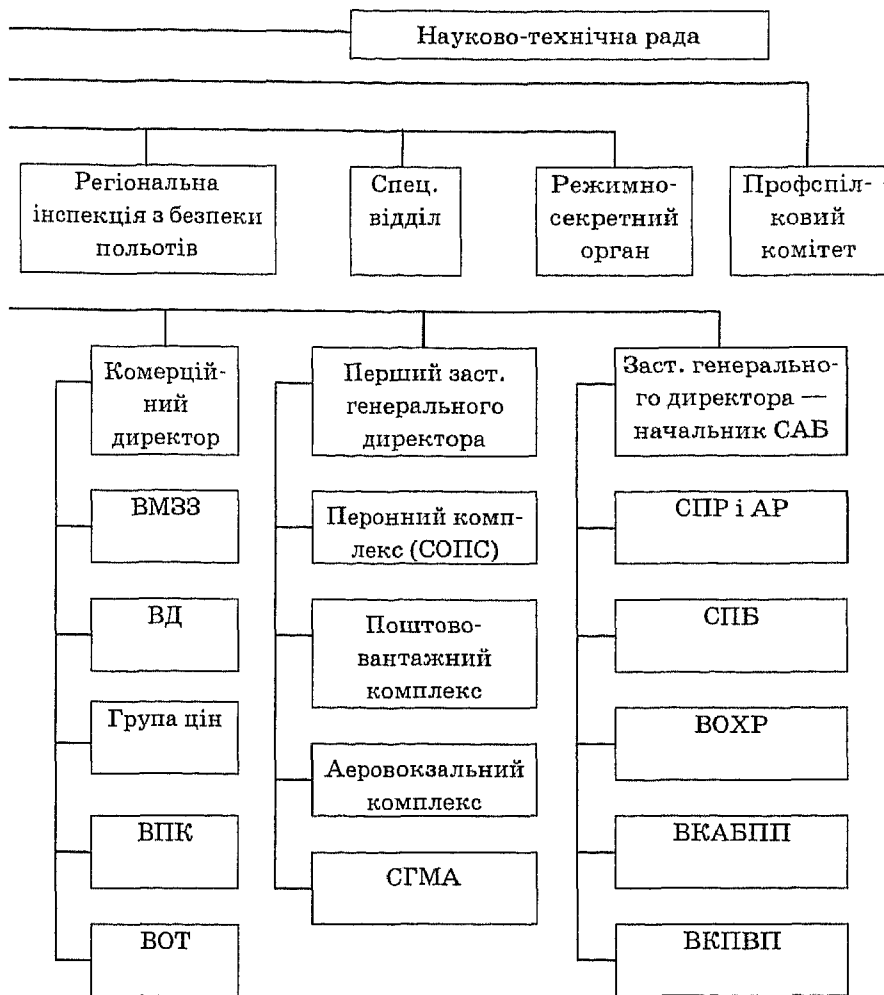 Науково-технічна рада
Регіональна
інспекція з безпеки
польотів
Спец.
відділ
Режимно-
секретний
орган
Профспіл-
ковий
комітет
Комерцій-
ний
директор
Перший заст.
генерального
директора
Заст. генерально-
го директора —
начальник САБ
ВМЗЗ
Перонний комп-
лекс (СОПС)
СПР і АР
ВД
Поштово-
вантажний
комплекс
СПБ
Група цін
Аеровокзальний
комплекс
ВОХР
ВПК
СГМА
ВКАБПП
ВОТ
ВКПВП